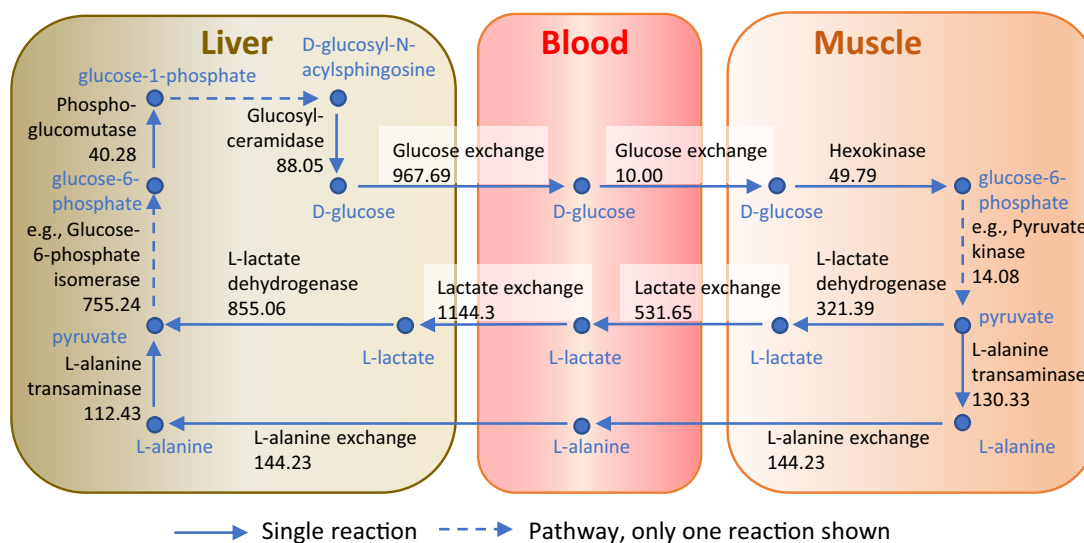 Liver
Blood
Muscle
glucose-1-phosphate
D-glucosyl-N-
acylsphingosine
Phospho-
glucomutase
40.28
Glucosyl-
ceramidase
88.05
Glucose exchange
967.69
Glucose exchange
10.00
Hexokinase
49.79
glucose-6-
phosphate
D-glucose
D-glucose
D-glucose
glucose-6-
phosphate
e.g., Glucose-
6-phosphate
isomerase
755.24
e.g., Pyruvate
kinase
14.08
L-lactate
dehydrogenase
855.06
Lactate exchange
1144.3
Lactate exchange
531.65
L-lactate
dehydrogenase
321.39
pyruvate
L-lactate
L-lactate
L-lactate
pyruvate
L-alanine
transaminase
112.43
L-alanine
transaminase
130.33
L-alanine
L-alanine exchange
144.23
L-alanine
L-alanine exchange
144.23
L-alanine
Single reaction
Pathway, only one reaction shown